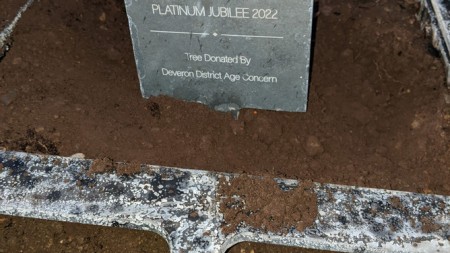 PLATINUM JUBILEE 2022
Tree Donated By
Deveron District Age Concern